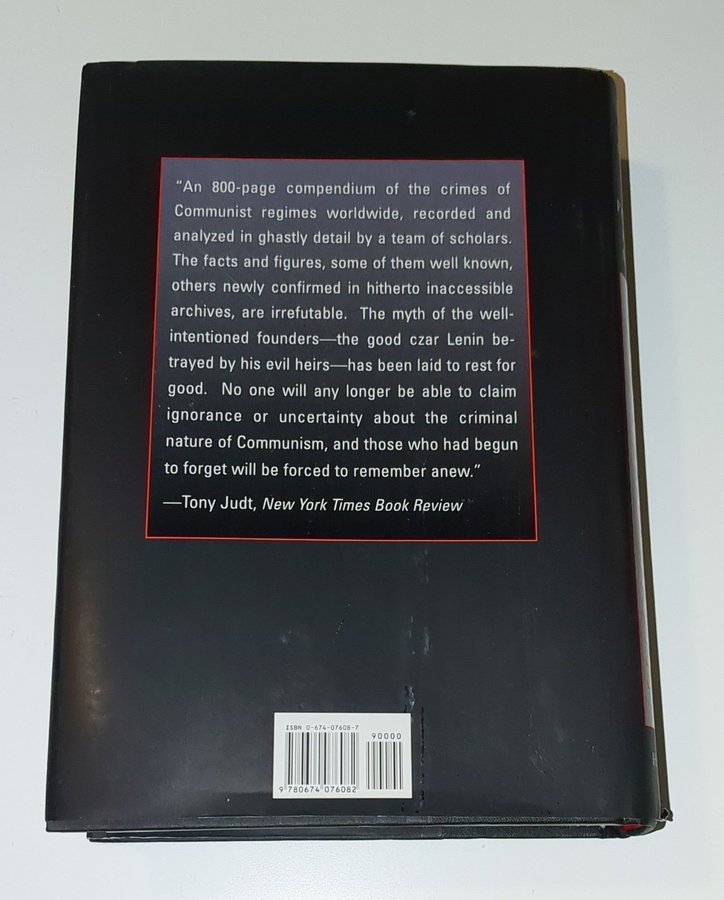 "An 800-page compendium of the crimes of
Communist regimes worldwide, recorded and
analyzed in ghastly detail by a team of scholars.
The facts and figures, some of them well known,
others newly confirmed in hitherto inaccessible
archives, are irrefutable. The myth of the well-
intentioned founders—the good czar Lenin be-
trayed by his evil heirs—has been laid to rest for
good. No one will any longer be able to claim
ignorance or uncertainty about the criminal
nature of Communism, and those who had begun
to forget will be forced to remember anew."
—Tony Judt, New York Times Book Review
ISBN 0-674-07608-7
90000
9 780674 076082